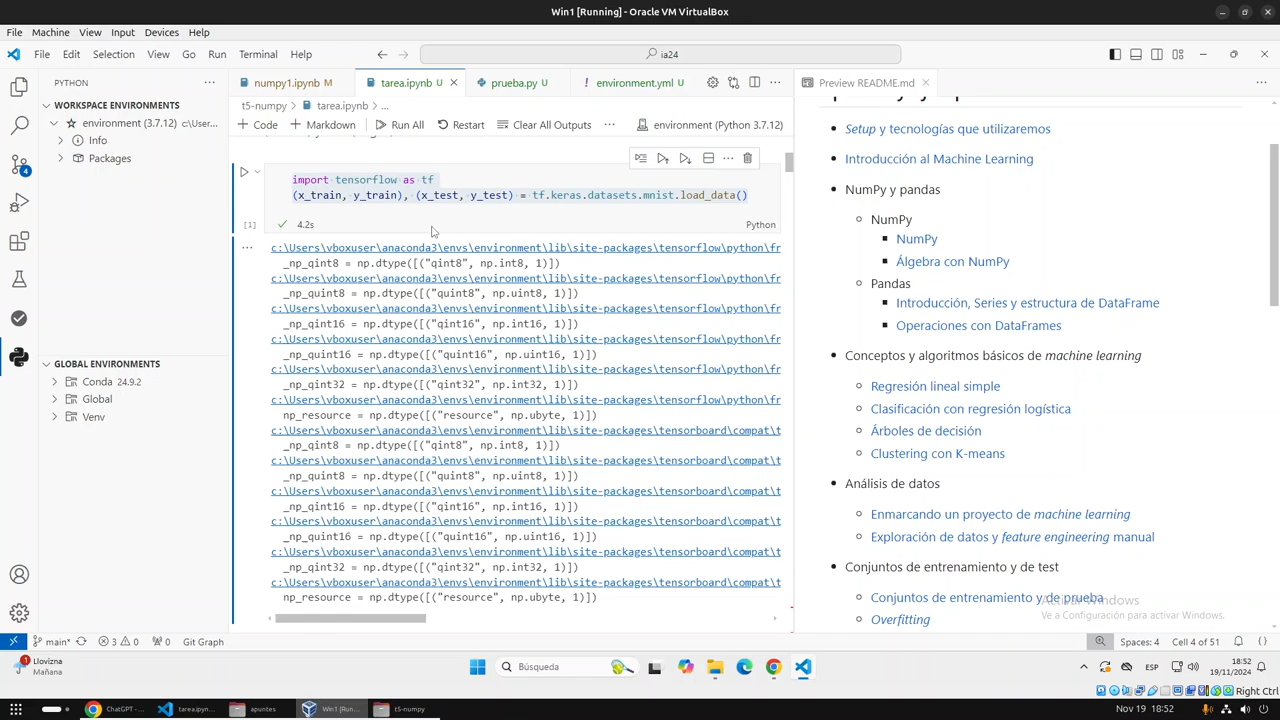 Win1 [Running] - Oracle VM VirtualBox
File Machine View Input Devices Help
File Edit Selection View Go Run Terminal Help
ia24
PYTHON
WORKSPACE ENVIRONMENTS
environment (3.7.12) c:\User...
Info
Packages
4
GLOBAL ENVIRONMENTS
Conda 24.9.2
Global
Venv
numpy1.ipynb M
tarea.ipynb U
prueba.py U
environment.yml U
t5-numpy > tarea.ipynb > ...
Code + Markdown Run All Restart Clear All Outputs ... environment (Python 3.7.12)
import tensorflow as tf
(x_train, y_train), (x_test, y_test) = tf.keras.datasets.mnist.load_data()
[1] 4.2s Python
c:\Users\vboxuser\anaconda3\envs\environment\lib\site-packages\tensorflow\python\fr
_np_qint8 = np.dtype([("qint8", np.int8, 1)])
c:\Users\vboxuser\anaconda3\envs\environment\lib\site-packages\tensorflow\python\fr
_np_quint8 = np.dtype([("quint8", np.uint8, 1)])
c:\Users\vboxuser\anaconda3\envs\environment\lib\site-packages\tensorflow\python\fr
_np_qint16 = np.dtype([("qint16", np.int16, 1)])
c:\Users\vboxuser\anaconda3\envs\environment\lib\site-packages\tensorflow\python\fr
_np_quint16 = np.dtype([("quint16", np.uint16, 1)])
c:\Users\vboxuser\anaconda3\envs\environment\lib\site-packages\tensorflow\python\fr
_np_qint32 = np.dtype([("qint32", np.int32, 1)])
c:\Users\vboxuser\anaconda3\envs\environment\lib\site-packages\tensorflow\python\fr
np_resource = np.dtype([("resource", np.ubyte, 1)])
c:\Users\vboxuser\anaconda3\envs\environment\lib\site-packages\tensorboard\compat\t
_np_qint8 = np.dtype([("qint8", np.int8, 1)])
c:\Users\vboxuser\anaconda3\envs\environment\lib\site-packages\tensorboard\compat\t
_np_quint8 = np.dtype([("quint8", np.uint8, 1)])
c:\Users\vboxuser\anaconda3\envs\environment\lib\site-packages\tensorboard\compat\t
_np_qint16 = np.dtype([("qint16", np.int16, 1)])
c:\Users\vboxuser\anaconda3\envs\environment\lib\site-packages\tensorboard\compat\t
_np_quint16 = np.dtype([("quint16", np.uint16, 1)])
c:\Users\vboxuser\anaconda3\envs\environment\lib\site-packages\tensorboard\compat\t
_np_qint32 = np.dtype([("qint32", np.int32, 1)])
c:\Users\vboxuser\anaconda3\envs\environment\lib\site-packages\tensorboard\compat\t
np_resource = np.dtype([("resource", np.ubyte, 1)])
Preview README.md
Setup y tecnologías que utilizaremos
Introducción al Machine Learning
NumPy y pandas
NumPy
NumPy
Álgebra con NumPy
Pandas
Introducción, Series y estructura de DataFrame
Operaciones con DataFrames
Conceptos y algoritmos básicos de machine learning
Regresión lineal simple
Clasificación con regresión logística
Árboles de decisión
Clustering con K-means
Análisis de datos
Enmarcando un proyecto de machine learning
Exploración de datos y feature engineering manual
Conjuntos de entrenamiento y de test
Conjuntos de entrenamiento y de prueba
Overfitting
Activar Windows
Ve a Configuración para activar Windows.
main* 3 0 0 Git Graph
Spaces: 4 Cell 4 of 51
1 Llovizna
Mañana
Búsqueda
ESP
18:52
19/11/2024
Right Ctrl
ChatGPT -...
tarea.ipyn...
apuntes
Win1 [Run...
t5-numpy
Nov 19 18:52